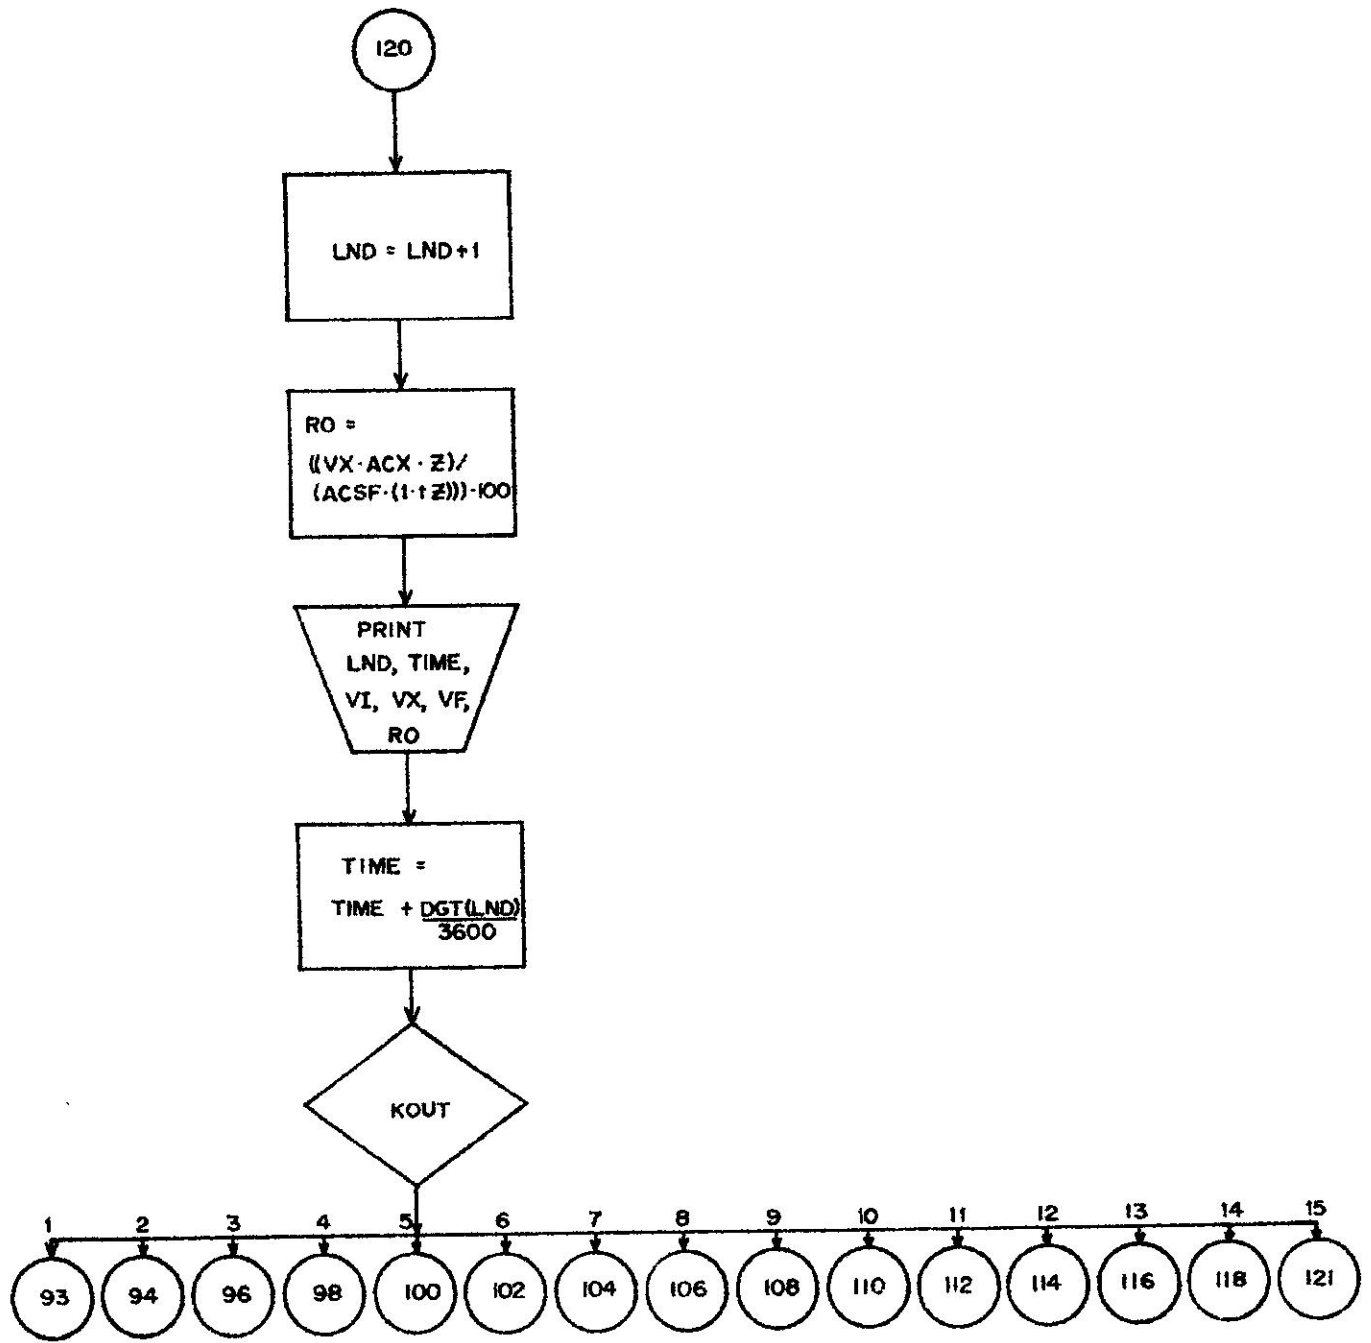 120
LND = LND+1
RO =
((VX·ACX·Z)/
(ACSF·(1·tZ)))·100
PRINT
LND, TIME,
VI, VX, VF,
RO
TIME =
TIME + DGT(LND)
3600
KOUT
1 2 3 4 5 6 7 8 9 10 11 12 13 14 15
93 94 96 98 100 102 104 106 108 110 112 114 116 118 121